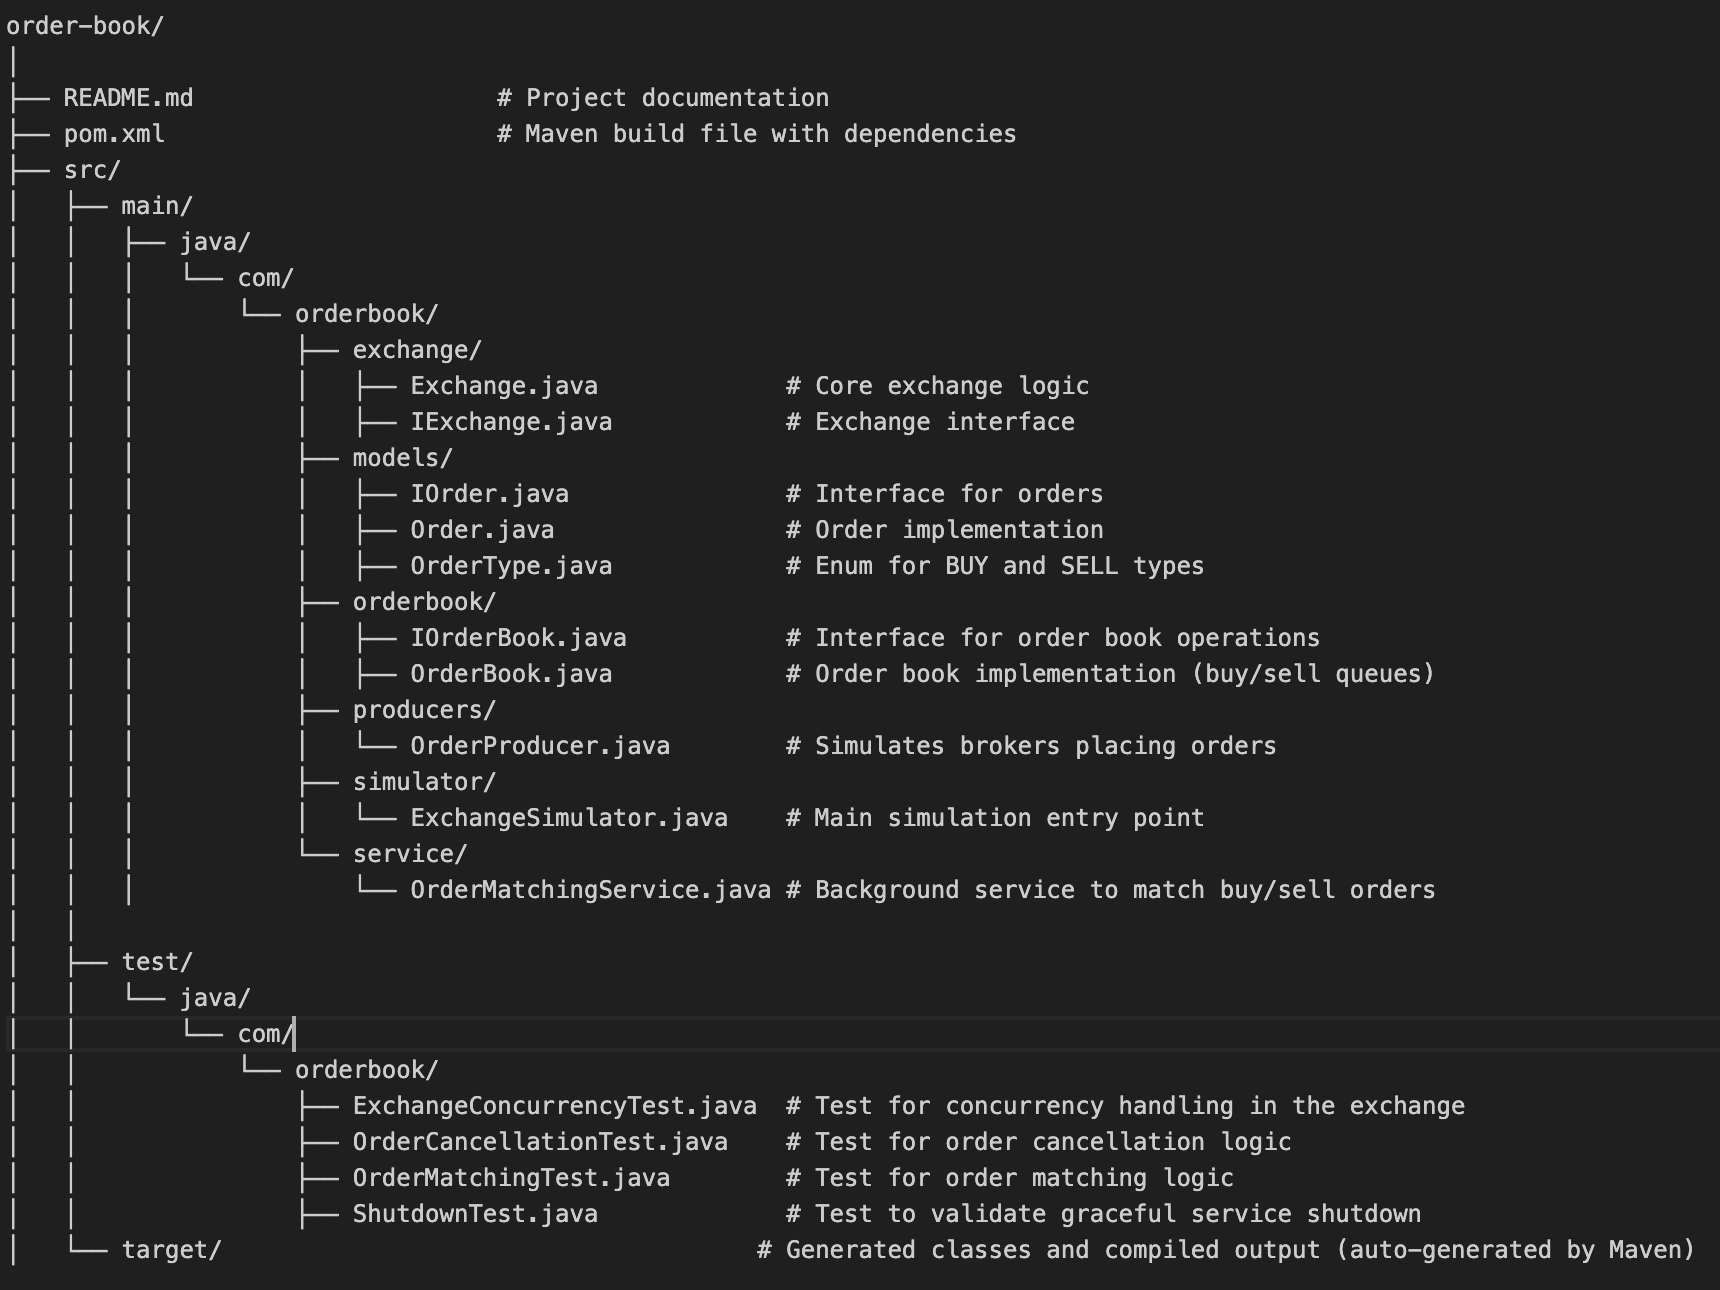 order-book/
│
├── README.md                     # Project documentation
├── pom.xml                       # Maven build file with dependencies
├── src/
│   ├── main/
│   │   ├── java/
│   │   │   └── com/
│   │   │       └── orderbook/
│   │   │           ├── exchange/
│   │   │           │   ├── Exchange.java             # Core exchange logic
│   │   │           │   ├── IExchange.java            # Exchange interface
│   │   │           ├── models/
│   │   │           │   ├── IOrder.java               # Interface for orders
│   │   │           │   ├── Order.java                # Order implementation
│   │   │           │   ├── OrderType.java            # Enum for BUY and SELL types
│   │   │           ├── orderbook/
│   │   │           │   ├── IOrderBook.java           # Interface for order book operations
│   │   │           │   ├── OrderBook.java            # Order book implementation (buy/sell queues)
│   │   │           ├── producers/
│   │   │           │   └── OrderProducer.java        # Simulates brokers placing orders
│   │   │           ├── simulator/
│   │   │           │   └── ExchangeSimulator.java    # Main simulation entry point
│   │   │           └── service/
│   │   │               └── OrderMatchingService.java # Background service to match buy/sell orders
│   │
│   ├── test/
│   │   └── java/
│   │       └── com/
│   │           └── orderbook/
│   │               ├── ExchangeConcurrencyTest.java  # Test for concurrency handling in the exchange
│   │               ├── OrderCancellationTest.java    # Test for order cancellation logic
│   │               ├── OrderMatchingTest.java        # Test for order matching logic
│   │               ├── ShutdownTest.java             # Test to validate graceful service shutdown
│   └── target/                                     # Generated classes and compiled output (auto-generated by Maven)